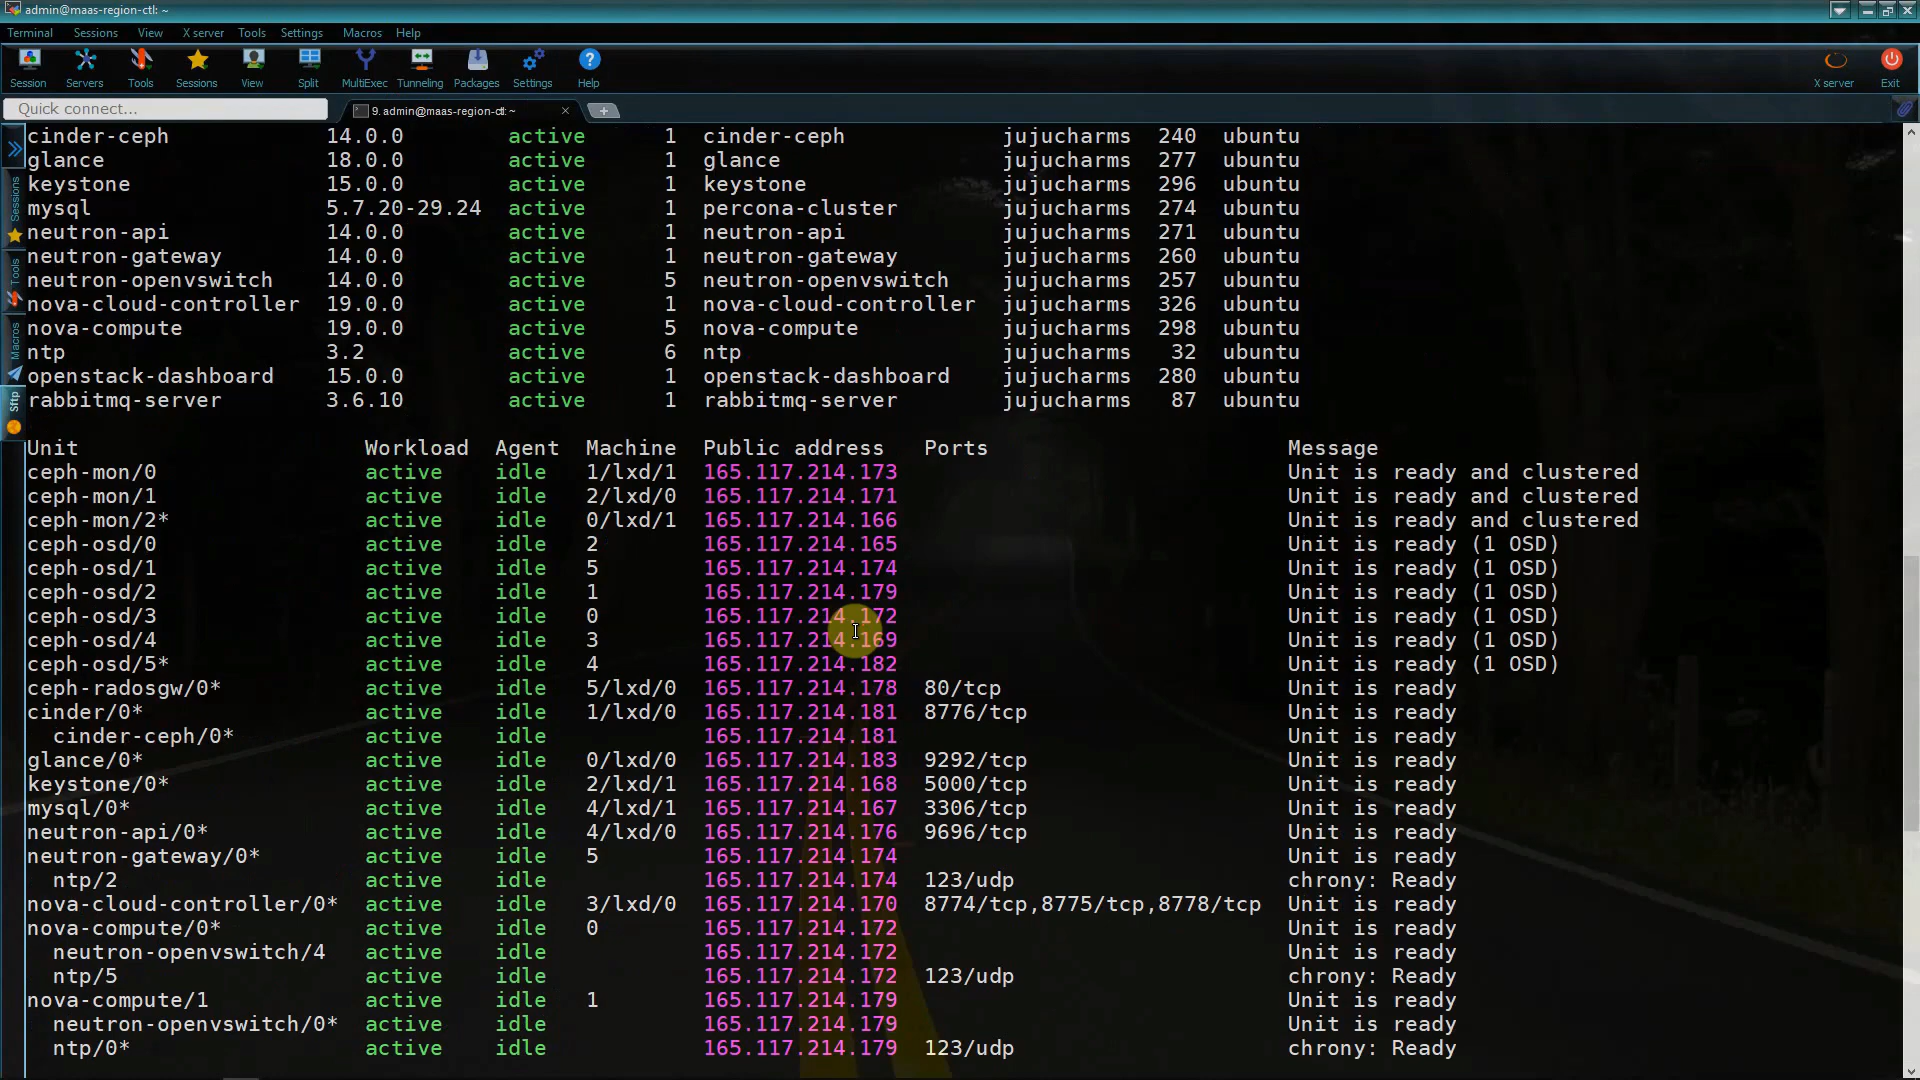 admin@maas-region-ctl: ~
Terminal Sessions View X server Tools Settings Macros Help
Session Servers Tools Sessions View Split MultiExec Tunneling Packages Settings Help X server Exit
Quick connect... 9. admin@maas-region-ctl: ~
Sessions
Tools
Macros
Sftp
cinder-ceph 14.0.0 active 1 cinder-ceph jujucharms 240 ubuntu
glance 18.0.0 active 1 glance jujucharms 277 ubuntu
keystone 15.0.0 active 1 keystone jujucharms 296 ubuntu
mysql 5.7.20-29.24 active 1 percona-cluster jujucharms 274 ubuntu
neutron-api 14.0.0 active 1 neutron-api jujucharms 271 ubuntu
neutron-gateway 14.0.0 active 1 neutron-gateway jujucharms 260 ubuntu
neutron-openvswitch 14.0.0 active 5 neutron-openvswitch jujucharms 257 ubuntu
nova-cloud-controller 19.0.0 active 1 nova-cloud-controller jujucharms 326 ubuntu
nova-compute 19.0.0 active 5 nova-compute jujucharms 298 ubuntu
ntp 3.2 active 6 ntp jujucharms 32 ubuntu
openstack-dashboard 15.0.0 active 1 openstack-dashboard jujucharms 280 ubuntu
rabbitmq-server 3.6.10 active 1 rabbitmq-server jujucharms 87 ubuntu
Unit Workload Agent Machine Public address Ports Message
ceph-mon/0 active idle 1/lxd/1 165.117.214.173 Unit is ready and clustered
ceph-mon/1 active idle 2/lxd/0 165.117.214.171 Unit is ready and clustered
ceph-mon/2* active idle 0/lxd/1 165.117.214.166 Unit is ready and clustered
ceph-osd/0 active idle 2 165.117.214.165 Unit is ready (1 OSD)
ceph-osd/1 active idle 5 165.117.214.174 Unit is ready (1 OSD)
ceph-osd/2 active idle 1 165.117.214.179 Unit is ready (1 OSD)
ceph-osd/3 active idle 0 165.117.214.172 Unit is ready (1 OSD)
ceph-osd/4 active idle 3 165.117.214.169 Unit is ready (1 OSD)
ceph-osd/5* active idle 4 165.117.214.182 Unit is ready (1 OSD)
ceph-radosgw/0* active idle 5/lxd/0 165.117.214.178 80/tcp Unit is ready
cinder/0* active idle 1/lxd/0 165.117.214.181 8776/tcp Unit is ready
cinder-ceph/0* active idle 165.117.214.181 Unit is ready
glance/0* active idle 0/lxd/0 165.117.214.183 9292/tcp Unit is ready
keystone/0* active idle 2/lxd/1 165.117.214.168 5000/tcp Unit is ready
mysql/0* active idle 4/lxd/1 165.117.214.167 3306/tcp Unit is ready
neutron-api/0* active idle 4/lxd/0 165.117.214.176 9696/tcp Unit is ready
neutron-gateway/0* active idle 5 165.117.214.174 Unit is ready
ntp/2 active idle 165.117.214.174 123/udp chrony: Ready
nova-cloud-controller/0* active idle 3/lxd/0 165.117.214.170 8774/tcp,8775/tcp,8778/tcp Unit is ready
nova-compute/0* active idle 0 165.117.214.172 Unit is ready
neutron-openvswitch/4 active idle 165.117.214.172 Unit is ready
ntp/5 active idle 165.117.214.172 123/udp chrony: Ready
nova-compute/1 active idle 1 165.117.214.179 Unit is ready
neutron-openvswitch/0* active idle 165.117.214.179 Unit is ready
ntp/0* active idle 165.117.214.179 123/udp chrony: Ready